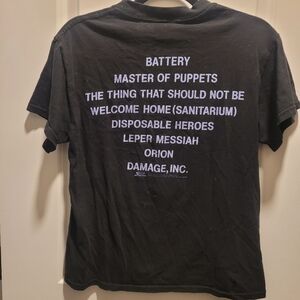 BATTERY
MASTER OF PUPPETS
THE THING THAT SHOULD NOT BE
WELCOME HOME(SANITARIUM)
DISPOSABLE HEROES
LEPER MESSIAH
ORION
DAMAGE,INC.